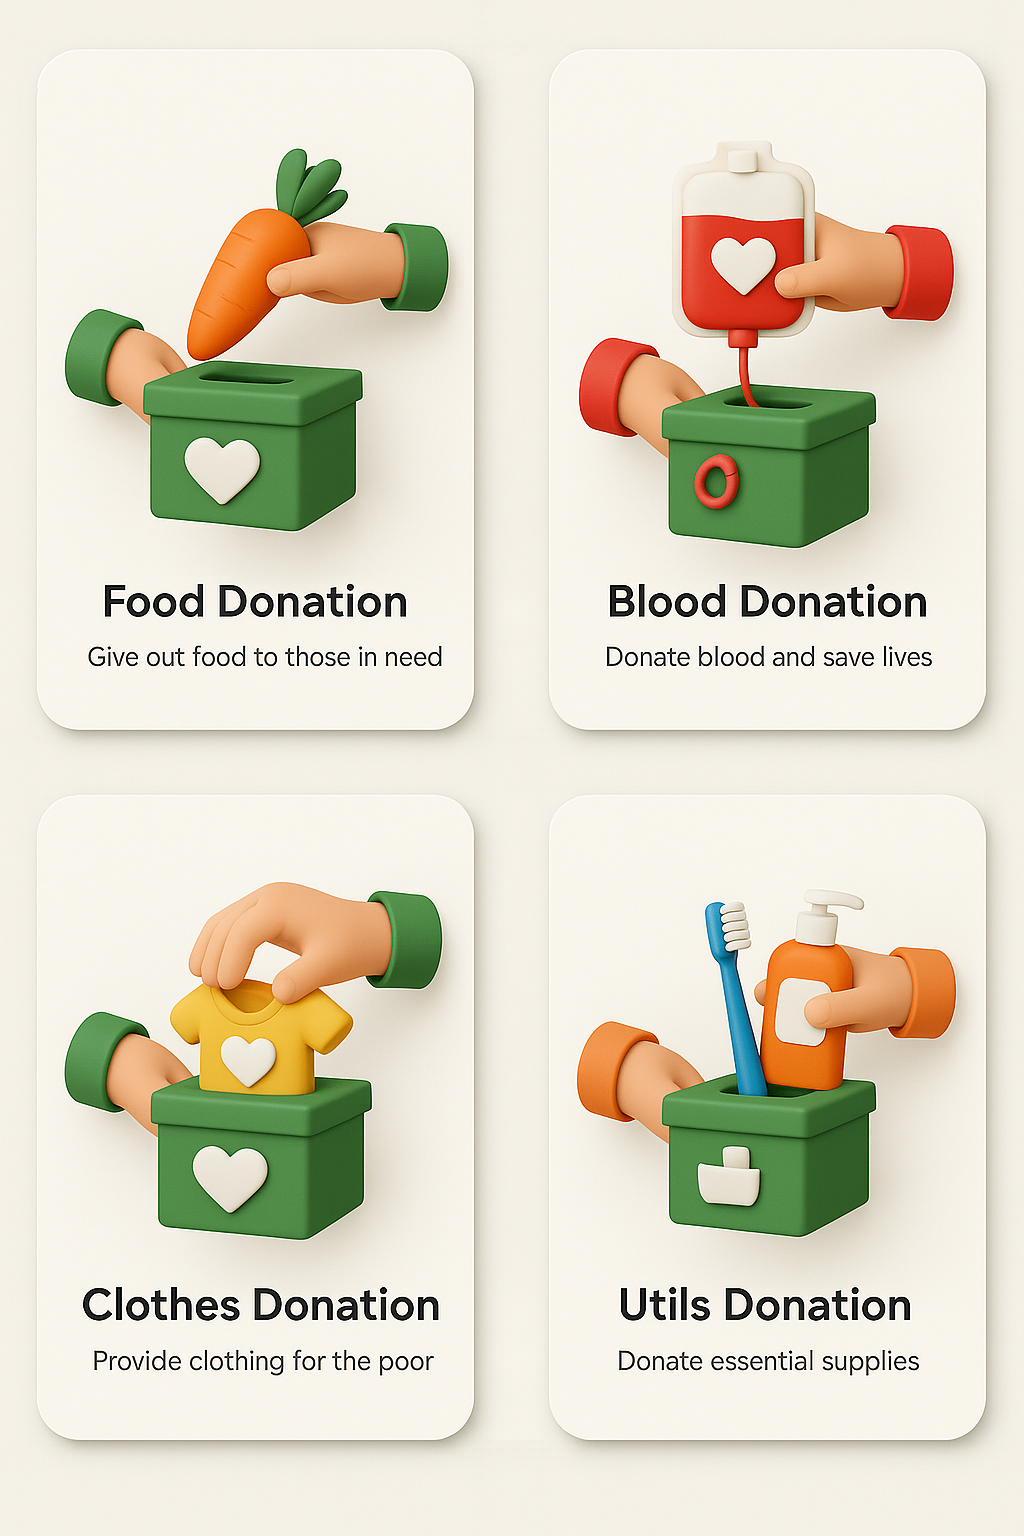 Food Donation
Give out food to those in need
Blood Donation
Donate blood and save lives
Clothes Donation
Provide clothing for the poor
Utils Donation
Donate essential supplies